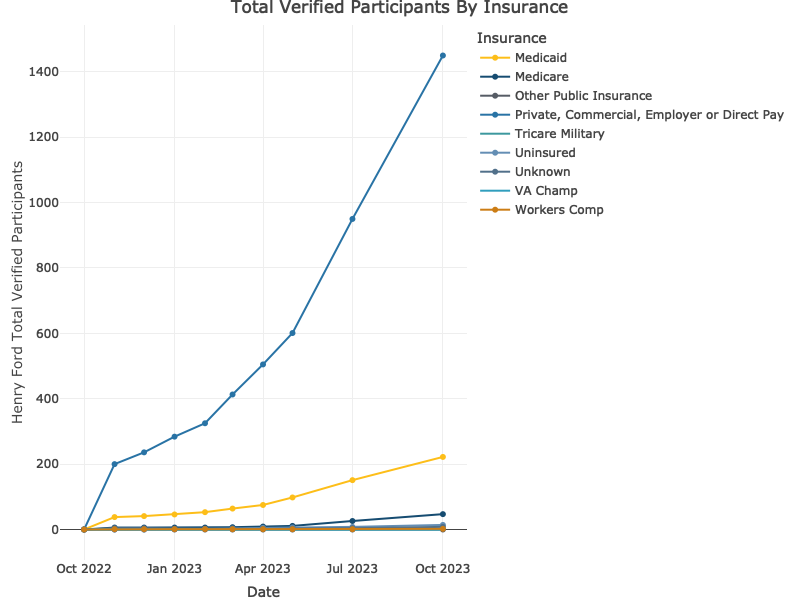 Total Verified Participants By Insurance
Insurance
Medicaid
Medicare
Other Public Insurance
Private, Commercial, Employer or Direct Pay
Tricare Military
Uninsured
Unknown
VA Champ
Workers Comp
Henry Ford Total Verified Participants
1400
1200
1000
800
600
400
200
0
Oct 2022
Jan 2023
Apr 2023
Jul 2023
Oct 2023
Date